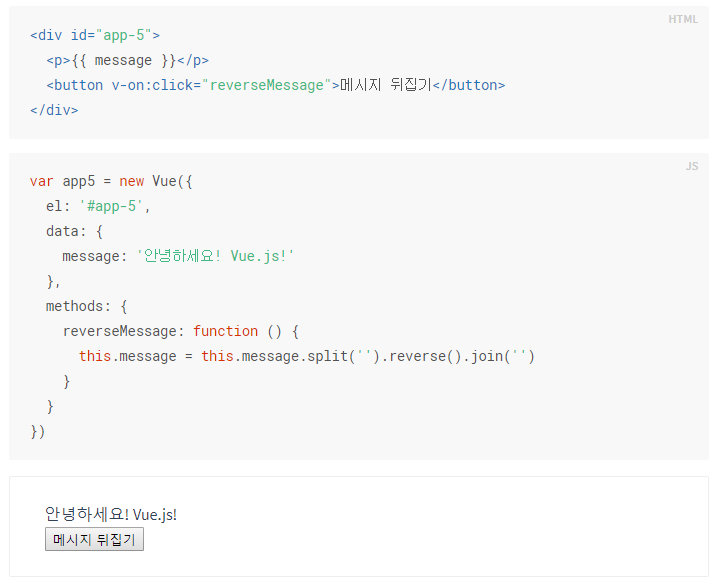 HTML
<div id="app-5">
  <p>{{ message }}</p>
  <button v-on:click="reverseMessage">메시지 뒤집기</button>
</div>
JS
var app5 = new Vue({
  el: '#app-5',
  data: {
    message: '안녕하세요! Vue.js!'
  },
  methods: {
    reverseMessage: function () {
      this.message = this.message.split('').reverse().join('')
    }
  }
})
안녕하세요! Vue.js!
메시지 뒤집기